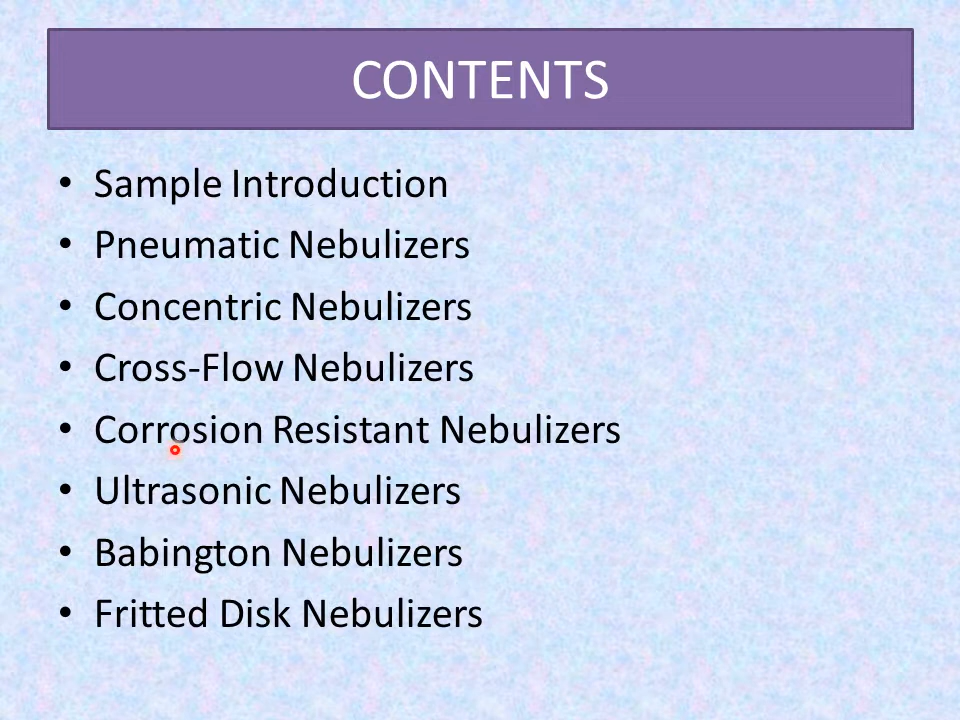 CONTENTS
• Sample Introduction
• Pneumatic Nebulizers
• Concentric Nebulizers
• Cross-Flow Nebulizers
• Corrosion Resistant Nebulizers
• Ultrasonic Nebulizers
• Babington Nebulizers
• Fritted Disk Nebulizers